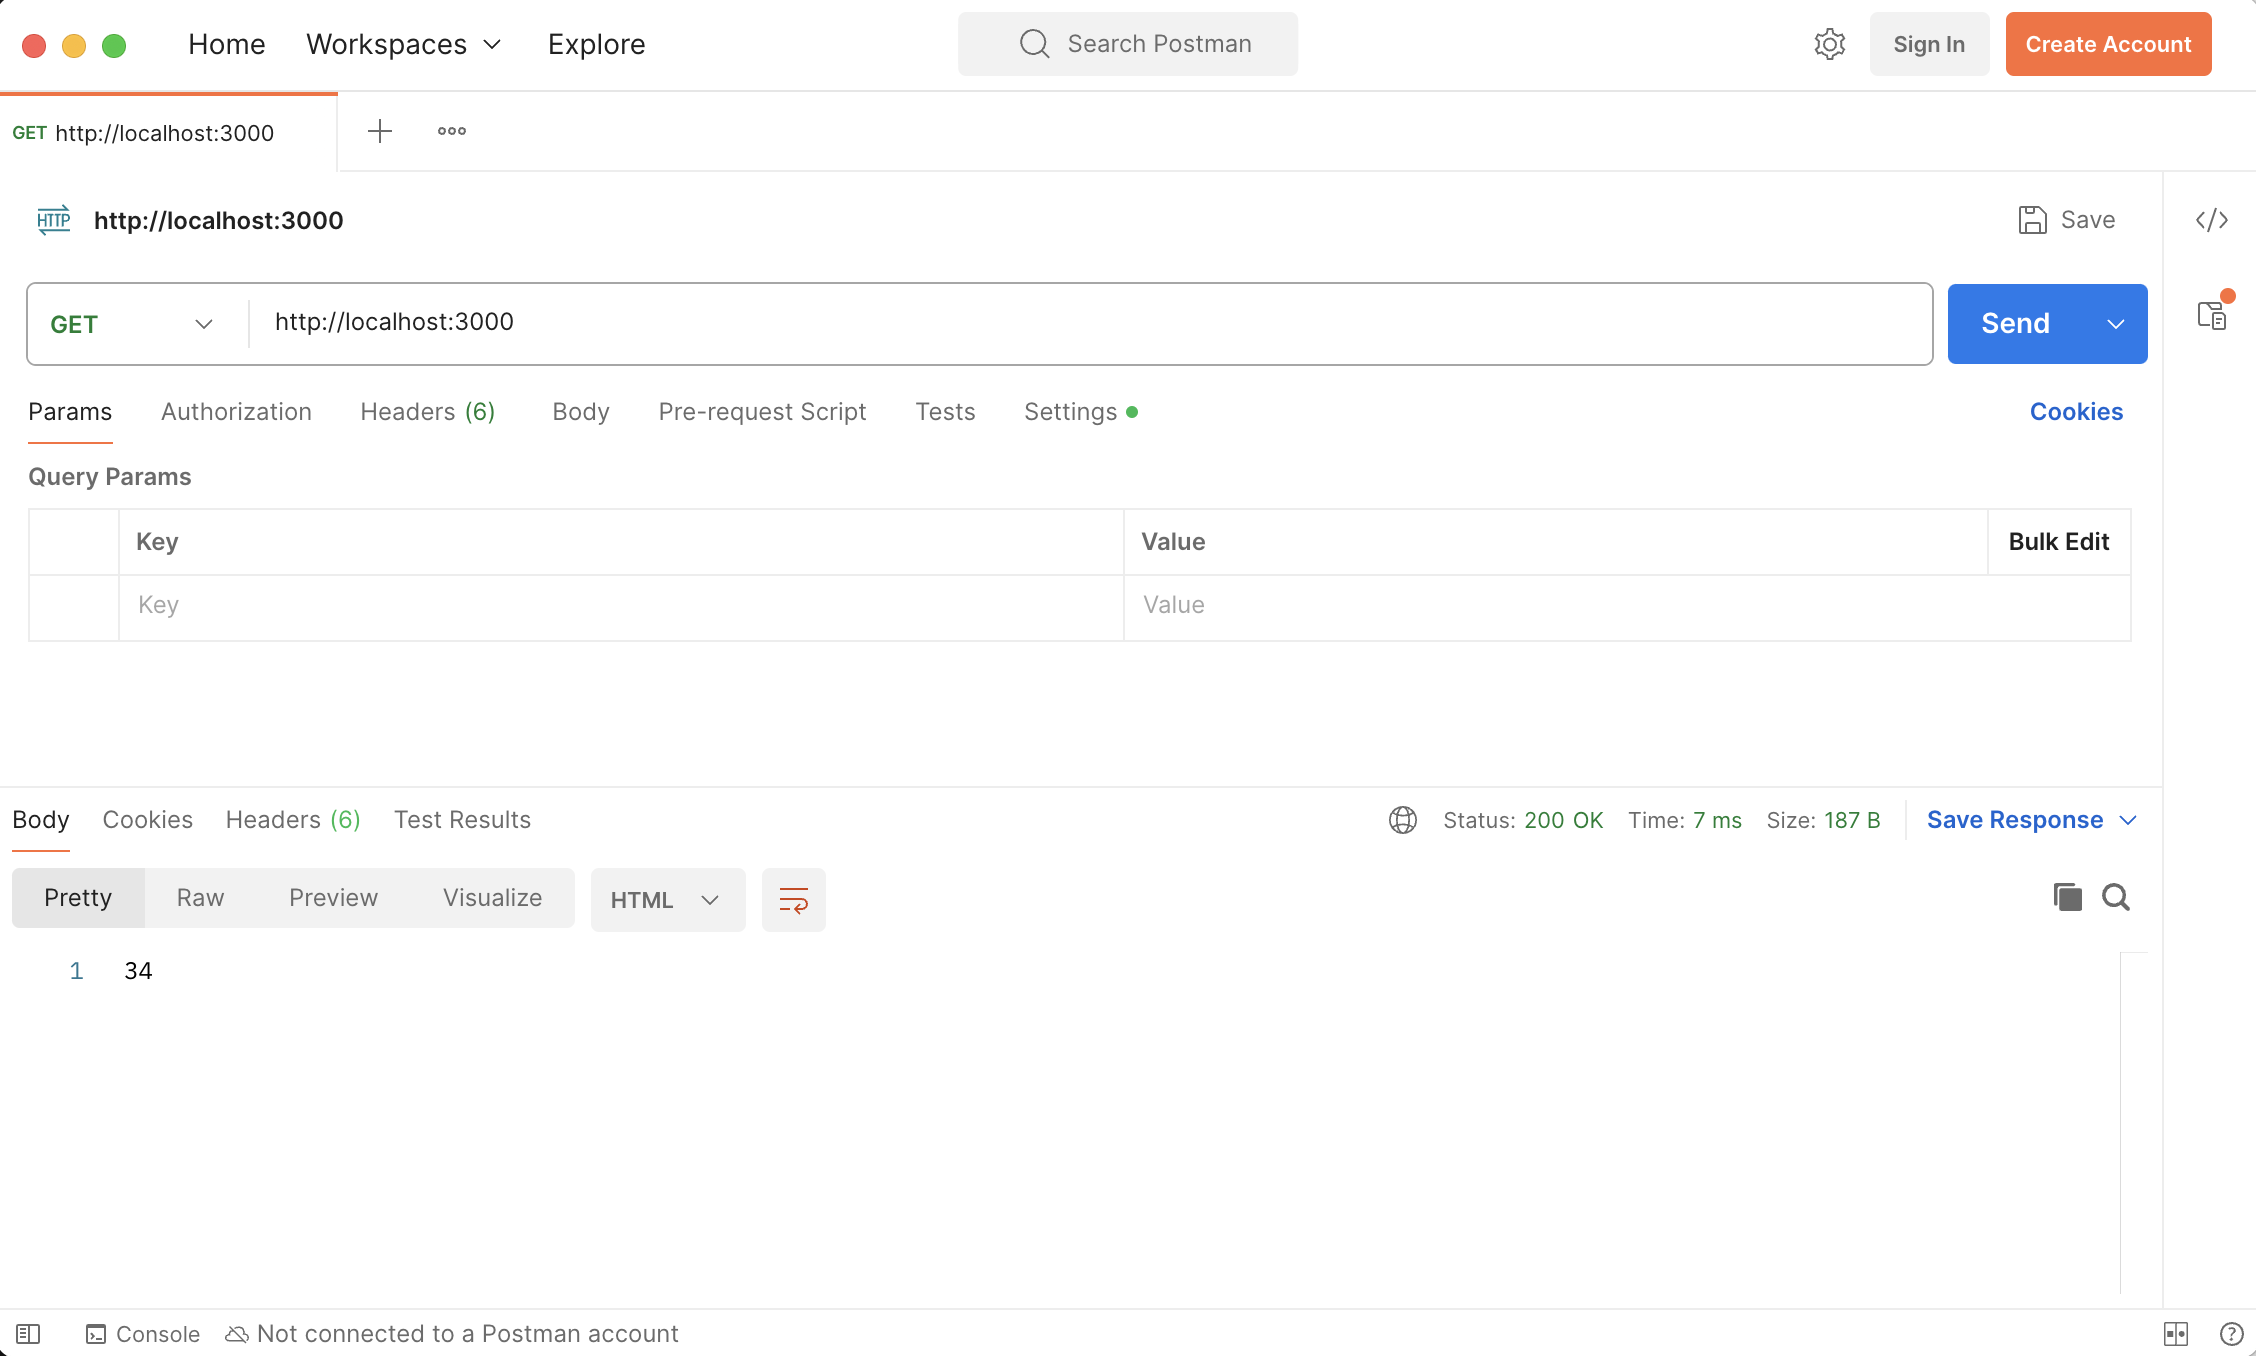 Home Workspaces Explore Search Postman Sign In Create Account
GET http://localhost:3000
HTTP http://localhost:3000 Save
GET http://localhost:3000 Send
Params Authorization Headers (6) Body Pre-request Script Tests Settings Cookies
Query Params
Key Value Bulk Edit
Key Value
Body Cookies Headers (6) Test Results Status: 200 OK Time: 7 ms Size: 187 B Save Response
Pretty Raw Preview Visualize HTML
1 34
Console Not connected to a Postman account